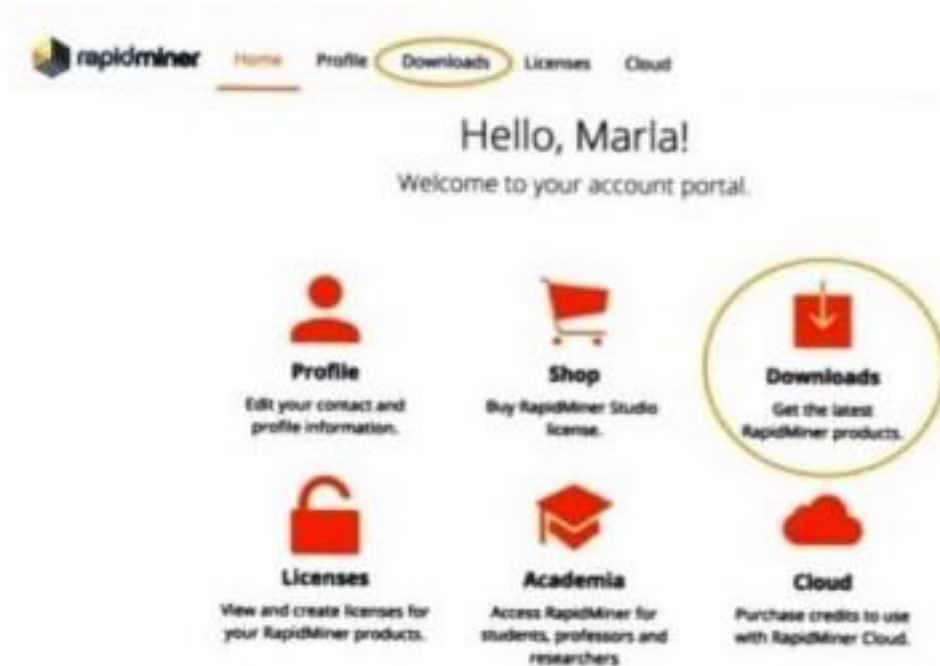 rapidminer Home Profile Downloads Licenses Cloud
Hello, Marla!
Welcome to your account portal.
Profile
Edit your contact and
profile information.
Shop
Buy RapidMiner Studio
license.
Downloads
Get the latest
RapidMiner products.
Licenses
View and create licenses for
your RapidMiner products.
Academia
Access RapidMiner for
students, professors and
researchers
Cloud
Purchase credits to use
with RapidMiner Cloud.